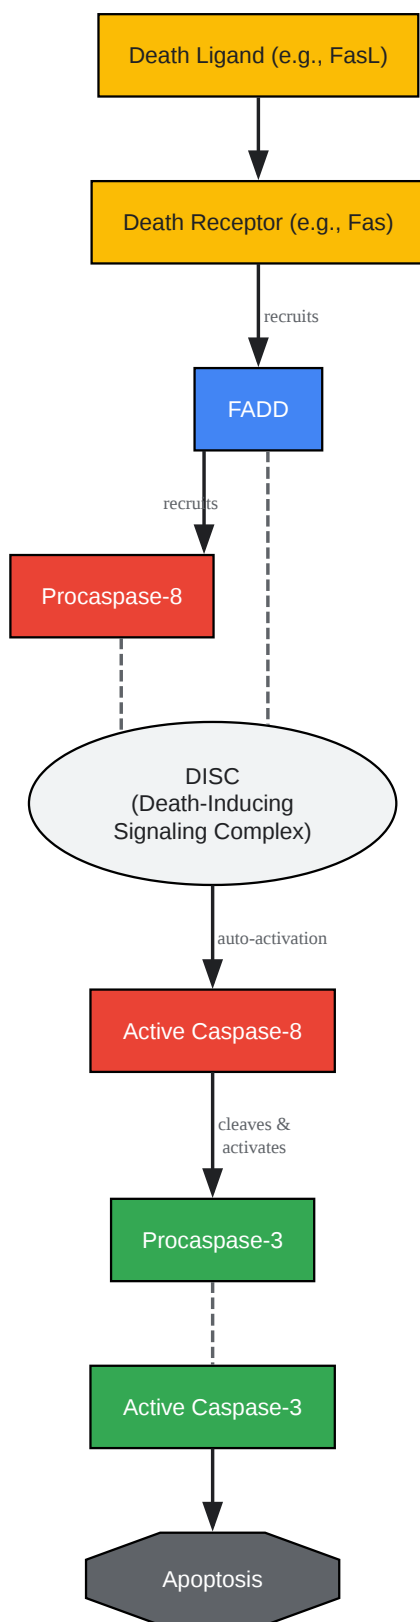 Death Ligand (e.g., FasL)
Death Receptor (e.g., Fas)
recruits
FADD
recruits
Procaspase-8
DISC
(Death-Inducing
Signaling Complex)
auto-activation
Active Caspase-8
cleaves &
activates
Procaspase-3
Active Caspase-3
Apoptosis